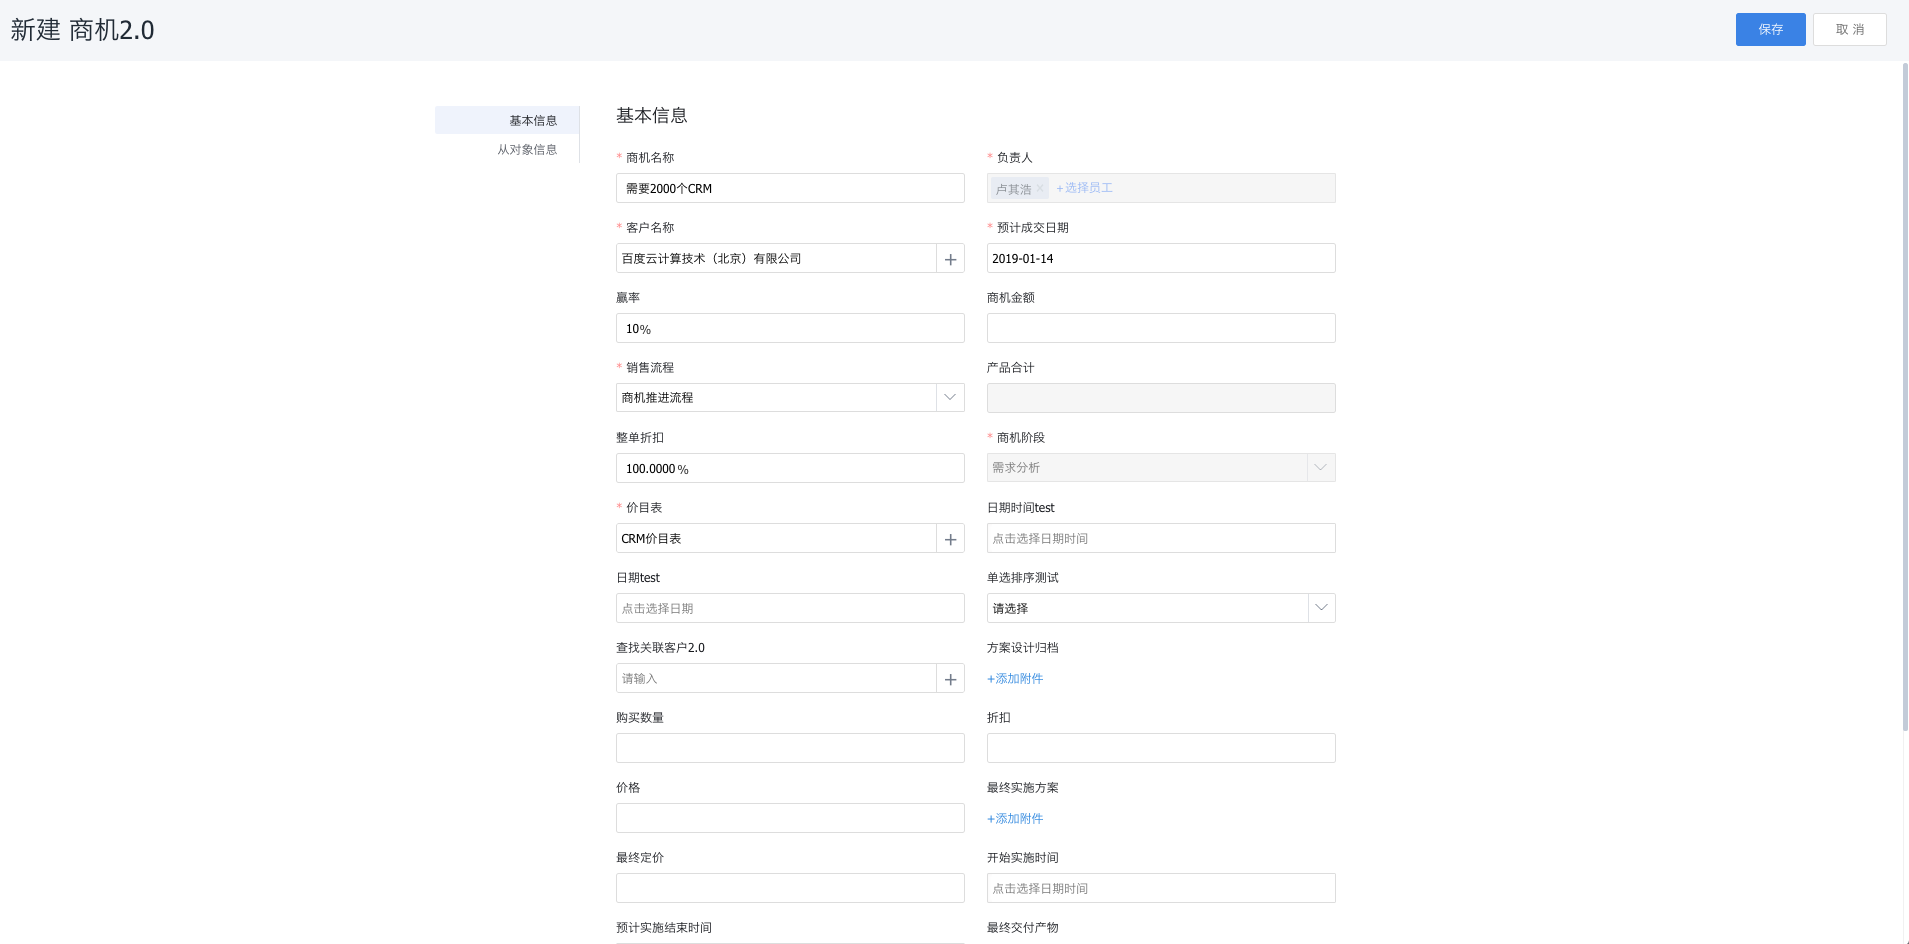 新建 商机2.0
保存
取 消
基本信息
从对象信息
基本信息
* 商机名称
需要2000个CRM
* 负责人
卢其浩× +选择员工
* 客户名称
百度云计算技术（北京）有限公司
* 预计成交日期
2019-01-14
赢率
10%
商机金额
* 销售流程
商机推进流程
产品合计
整单折扣
100.0000%
* 商机阶段
需求分析
* 价目表
CRM价目表
日期时间test
点击选择日期时间
日期test
点击选择日期
单选排序测试
请选择
查找关联客户2.0
请输入
方案设计归档
+添加附件
购买数量
折扣
价格
最终实施方案
+添加附件
最终定价
开始实施时间
点击选择日期时间
预计实施结束时间
最终交付产物